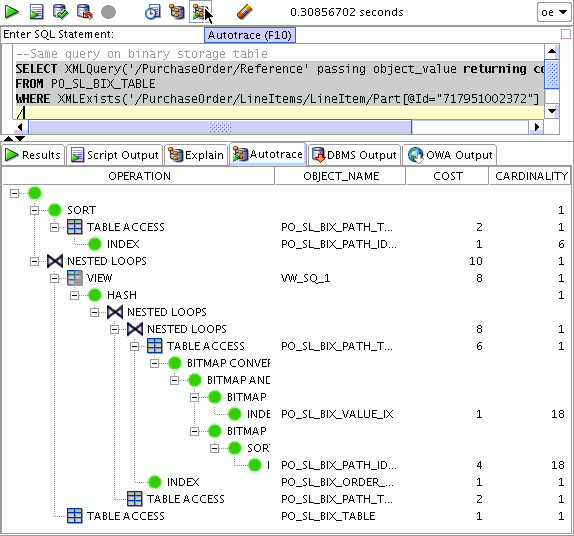 0.30856702 seconds
oe
Enter SQL Statement:
Autotrace (F10)
--Same query on binary storage table
SELECT XMLQuery('/PurchaseOrder/Reference' passing object_value returning co
FROM PO_SL_BIX_TABLE
WHERE XMLExists('/PurchaseOrder/LineItems/LineItem/Part[@Id="717951002372"]
/
Results Script Output Explain Autotrace DBMS Output OWA Output
OPERATION OBJECT_NAME COST CARDINALITY
1
SORT 1
TABLE ACCESS PO_SL_BIX_PATH_T... 2 1
INDEX PO_SL_BIX_PATH_ID... 1 6
NESTED LOOPS 10 1
VIEW VW_SQ_1 8 1
HASH 1
NESTED LOOPS
NESTED LOOPS 8 1
TABLE ACCESS PO_SL_BIX_PATH_T... 6 1
BITMAP CONVER
BITMAP AND
BITMAP
INDE PO_SL_BIX_VALUE_IX 1 18
BITMAP
SOR
I PO_SL_BIX_PATH_ID... 4 18
INDEX PO_SL_BIX_ORDER_... 1 1
TABLE ACCESS PO_SL_BIX_PATH_T... 2 1
TABLE ACCESS PO_SL_BIX_TABLE 1 1